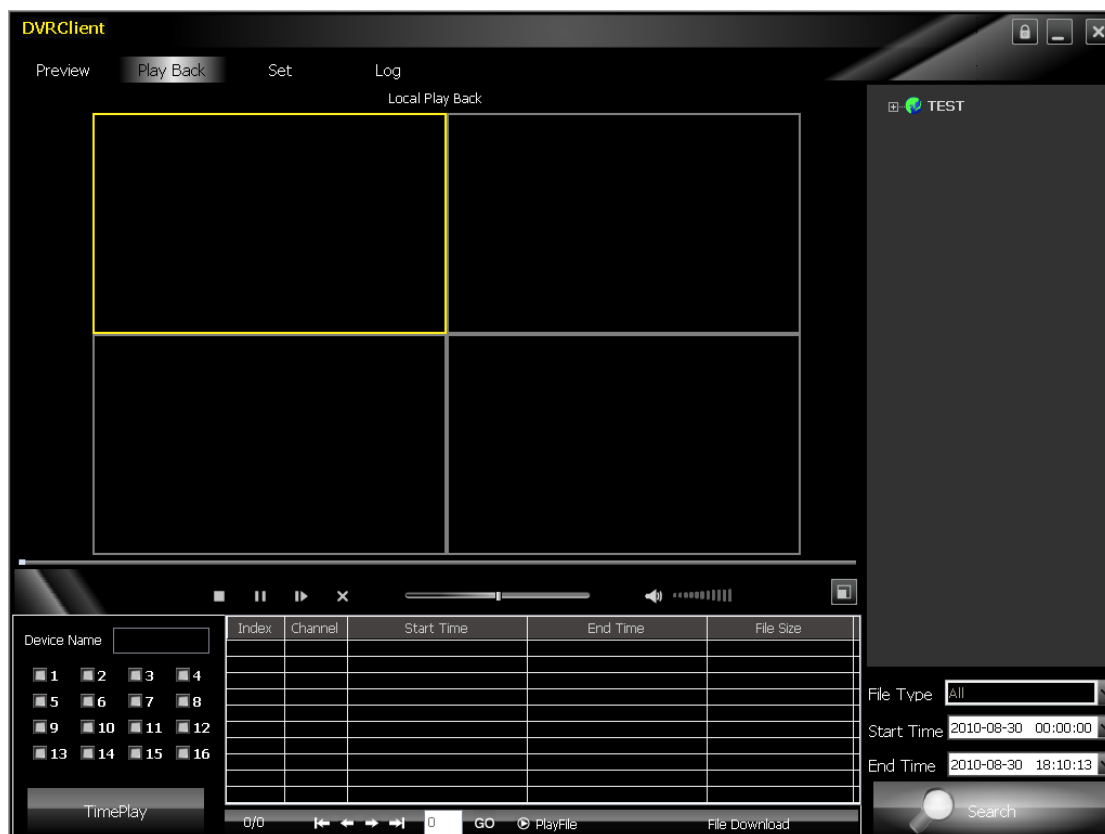 DVRClient
Preview Play Back Set Log
Local Play Back
TEST
Device Name
1 2 3 4
5 6 7 8
9 10 11 12
13 14 15 16
TimePlay
Index Channel Start Time End Time File Size
0/0 0 GO PlayFile File Download
File Type All
Start Time 2010-08-30 00:00:00
End Time 2010-08-30 18:10:13
Search